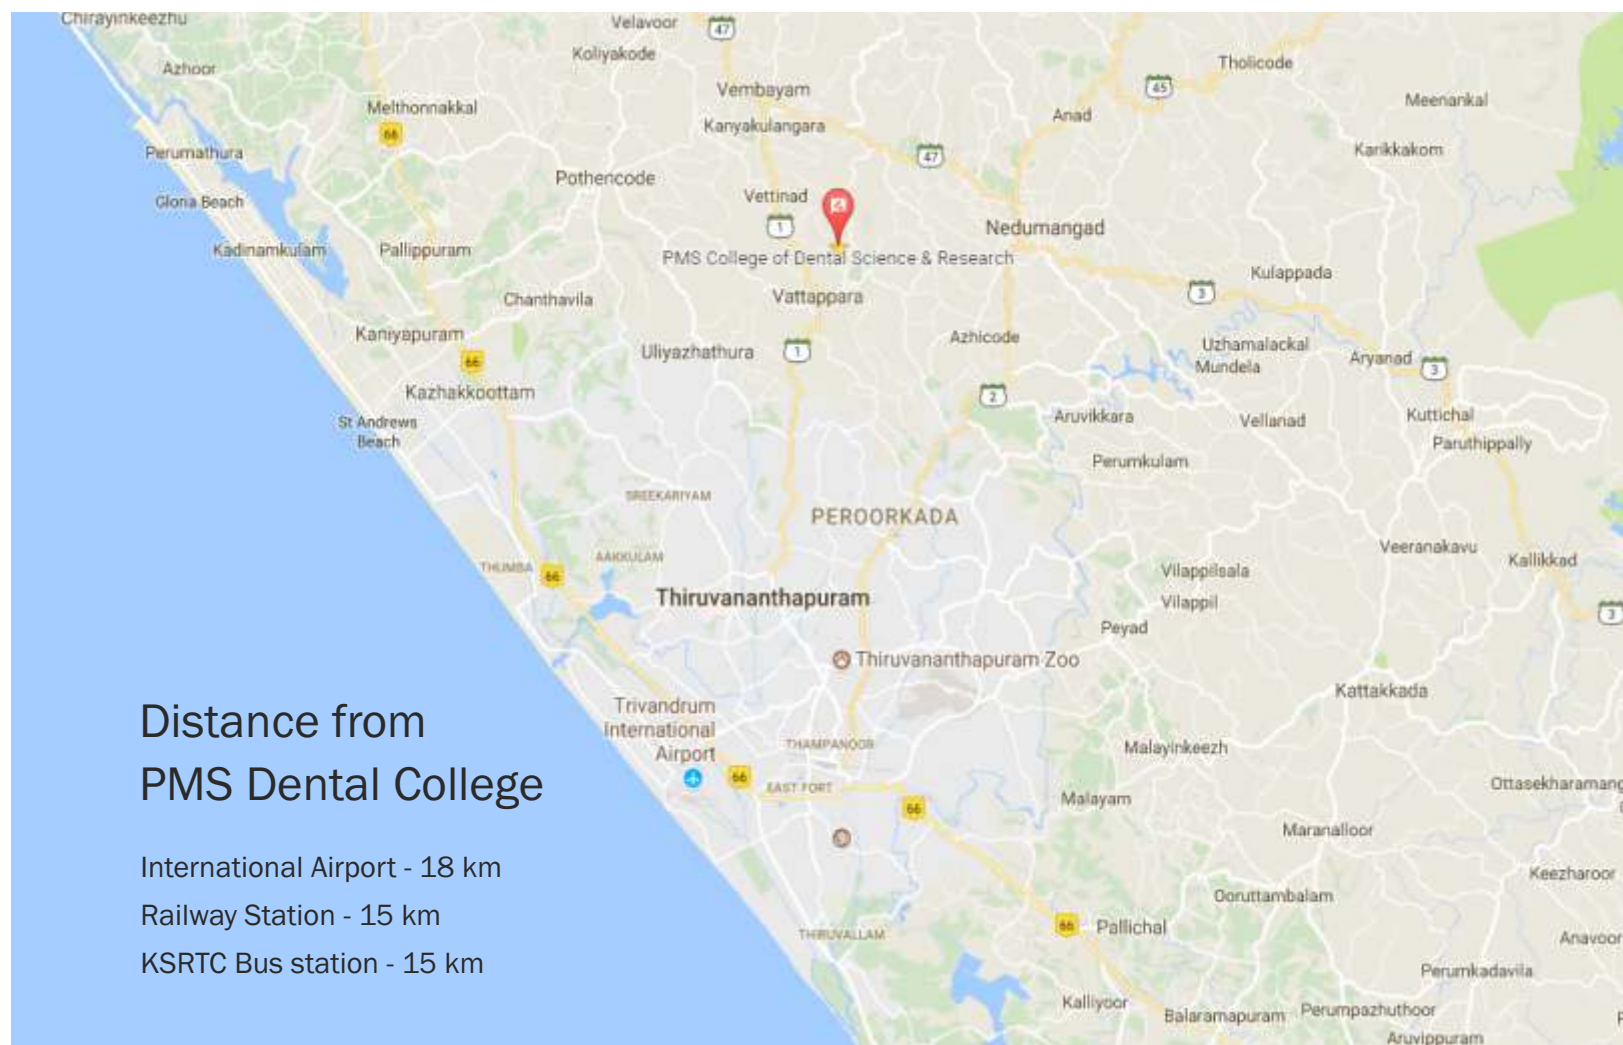 Chirayinkeezhu
Velavoor
47
Koliyakode
Azhoor
Tholicode
45
Vembayam
Meenankal
Melthonnakkal
Anad
66
Kanyakulangara
Perumathura
47
Karikkakom
Pothencode
Gloria Beach
Vettinad
1
Nedumangad
Kadinamkulam
Pallippuram
PMS College of Dental Science & Research
Kulappada
Chanthavila
Vattappara
3
Kaniyapuram
Azhicode
Uzhamalackal
Uliyazhathura
1
Mundela
Aryanad
3
66
Kazhakkoottam
2
St Andrews
Beach
Aruvikkara
Vellanad
Kuttichal
Paruthippally
Perumkulam
SREEKARIYAM
PEROORKADA
Veeranakavu
Kallikkad
THUMBA
66
AAKKULAM
Vilappilsala
Thiruvananthapuram
Vilappil
3
Peyad
Thiruvananthapuram Zoo
Kattakkada
Trivandrum
International
Airport
THAMPANOOR
Malayinkeezh
66
EAST FORT
Ottasekharamang
66
Malayam
Maranalloor
Keezharoor
Ooruttambalam
66
Pallichal
THIRUVALLAM
Anavoor
Perumkadavila
Kalliyoor
Balaramapuram
Perumpazhuthoor
Aruvippuram
Distance from
PMS Dental College
International Airport - 18 km
Railway Station - 15 km
KSRTC Bus station - 15 km